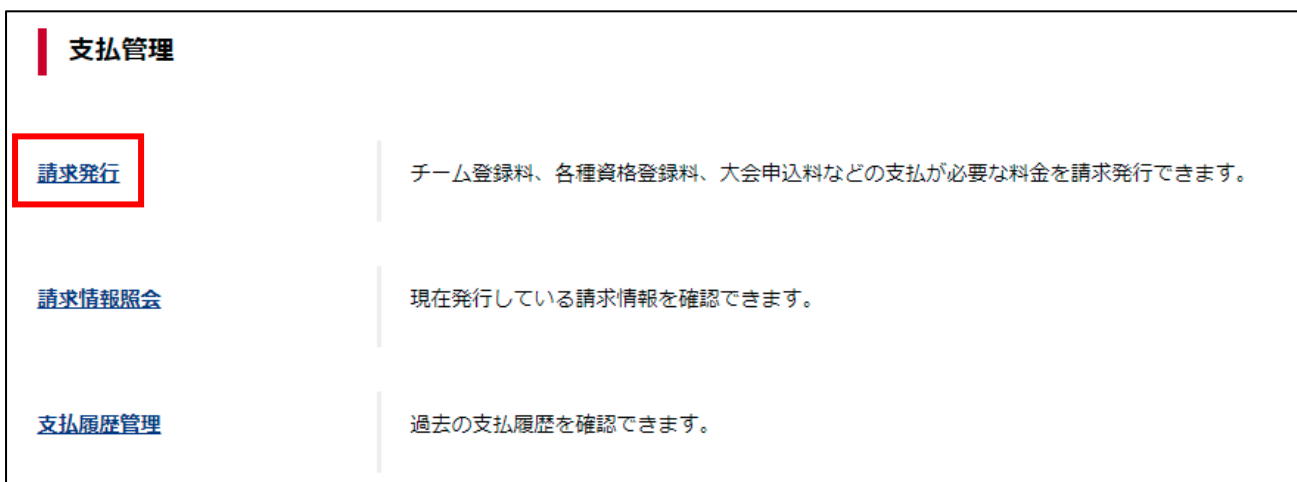 支払管理
請求発行
チーム登録料、各種資格登録料、大会申込料などの支払が必要な料金を請求発行できます。
請求情報照会
現在発行している請求情報を確認できます。
支払履歴管理
過去の支払履歴を確認できます。